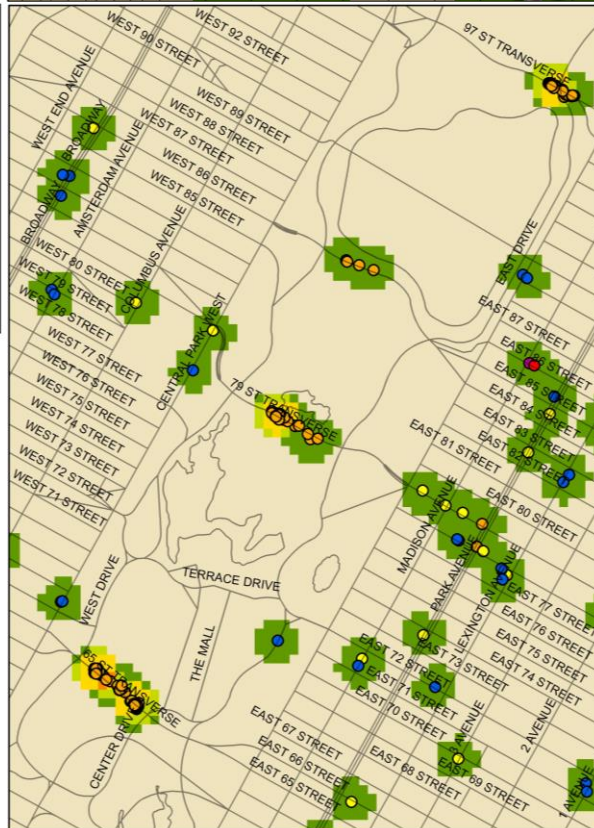 WEST 92 STREET
WEST 90 STREET
97 ST TRANSVERSE
WEST END AVENUE
BROADWAY
WEST 89 STREET
WEST 88 STREET
WEST 87 STREET
AMSTERDAM AVENUE
WEST 86 STREET
WEST 85 STREET
BROADWAY
COLUMBUS AVENUE
EAST DRIVE
WEST 80 STREET
WEST 79 STREET
WEST 78 STREET
WEST 77 STREET
WEST 76 STREET
WEST 75 STREET
WEST 74 STREET
WEST 73 STREET
WEST 72 STREET
WEST 71 STREET
CENTRAL PARK WEST
79 ST TRANSVERSE
EAST 87 STREET
EAST 86 STREET
EAST 85 STREET
EAST 84 STREET
EAST 83 STREET
EAST 82 STREET
EAST 81 STREET
EAST 80 STREET
MADISON AVENUE
PARK AVENUE
LEXINGTON AVENUE
EAST 77 STREET
EAST 76 STREET
EAST 75 STREET
EAST 74 STREET
EAST 73 STREET
EAST 72 STREET
EAST 71 STREET
EAST 70 STREET
WEST DRIVE
TERRACE DRIVE
THE MALL
65 ST TRANSVERSE
CENTER DRIVE
3 AVENUE
2 AVENUE
EAST 69 STREET
EAST 68 STREET
EAST 67 STREET
EAST 66 STREET
EAST 65 STREET
1 AVENUE